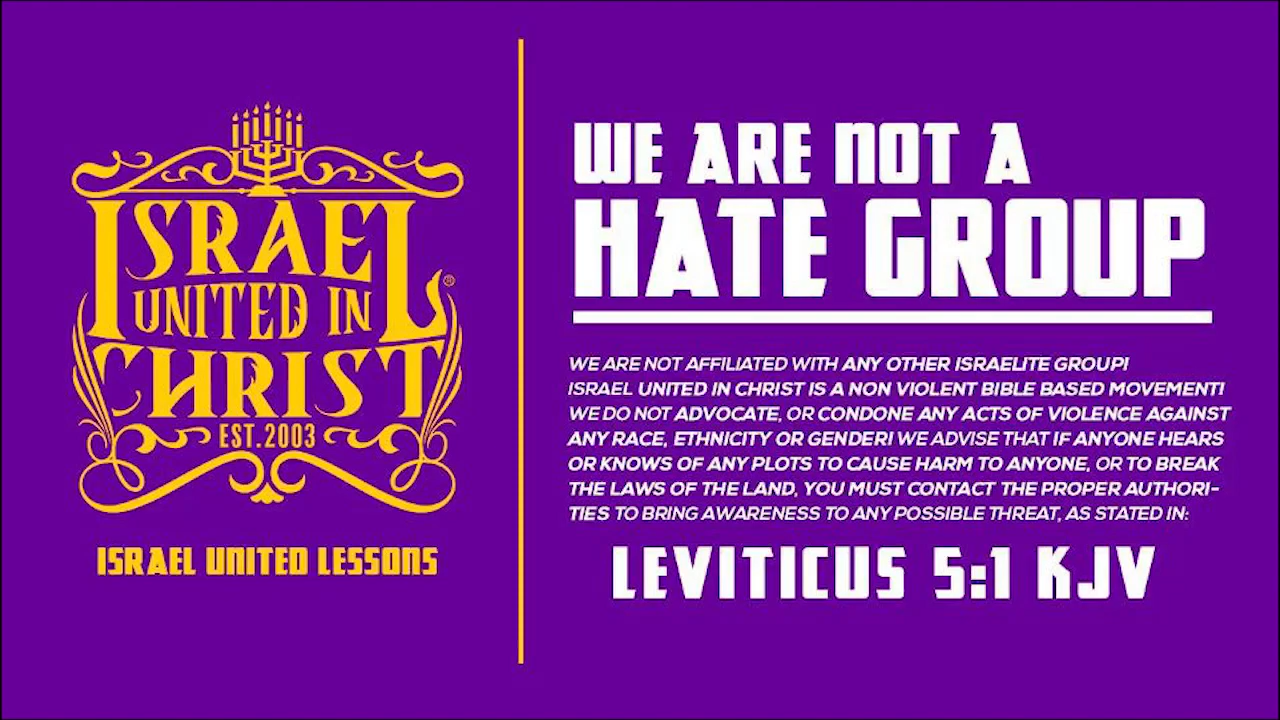 ISRAEL
UNITED IN
CHRIST®
EST.2003
ISRAEL UNITED LESSONS
WE ARE NOT A
HATE GROUP
WE ARE NOT AFFILIATED WITH ANY OTHER ISRAELITE GROUP!
ISRAEL UNITED IN CHRIST IS A NON VIOLENT BIBLE BASED MOVEMENT!
WE DO NOT ADVOCATE, OR CONDONE ANY ACTS OF VIOLENCE AGAINST
ANY RACE, ETHNICITY OR GENDER! WE ADVISE THAT IF ANYONE HEARS
OR KNOWS OF ANY PLOTS TO CAUSE HARM TO ANYONE, OR TO BREAK
THE LAWS OF THE LAND, YOU MUST CONTACT THE PROPER AUTHORI-
TIES TO BRING AWARENESS TO ANY POSSIBLE THREAT, AS STATED IN:
LEVITICUS 5:1 KJV